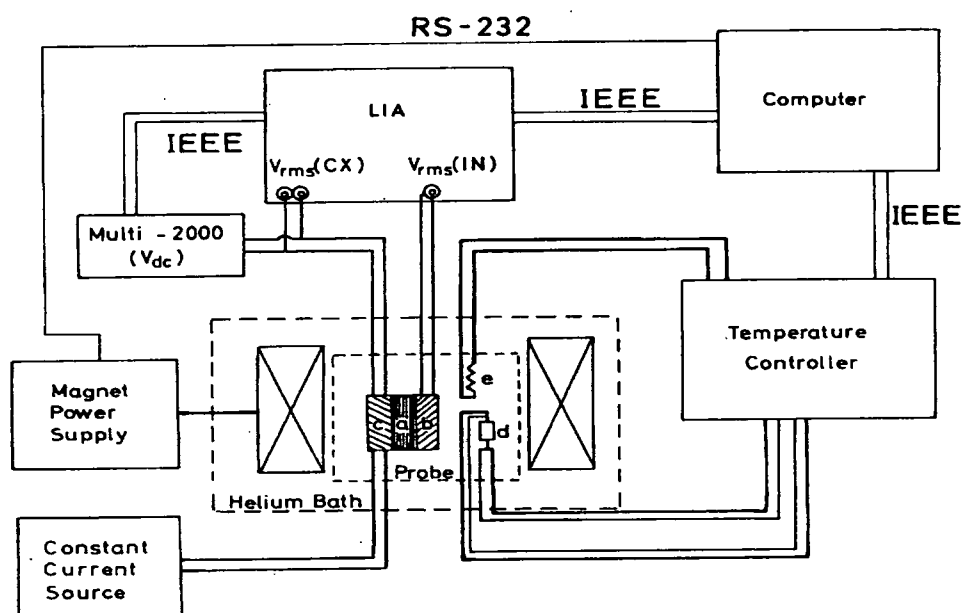 RS-232
LIA
IEEE
Computer
IEEE
Vrms(CX)
Vrms(IN)
IEEE
Multi - 2000
(Vdc)
Temperature
Controller
e
Magnet
Power
Supply
c
a
b
d
Probe
Helium Bath
Constant
Current
Source